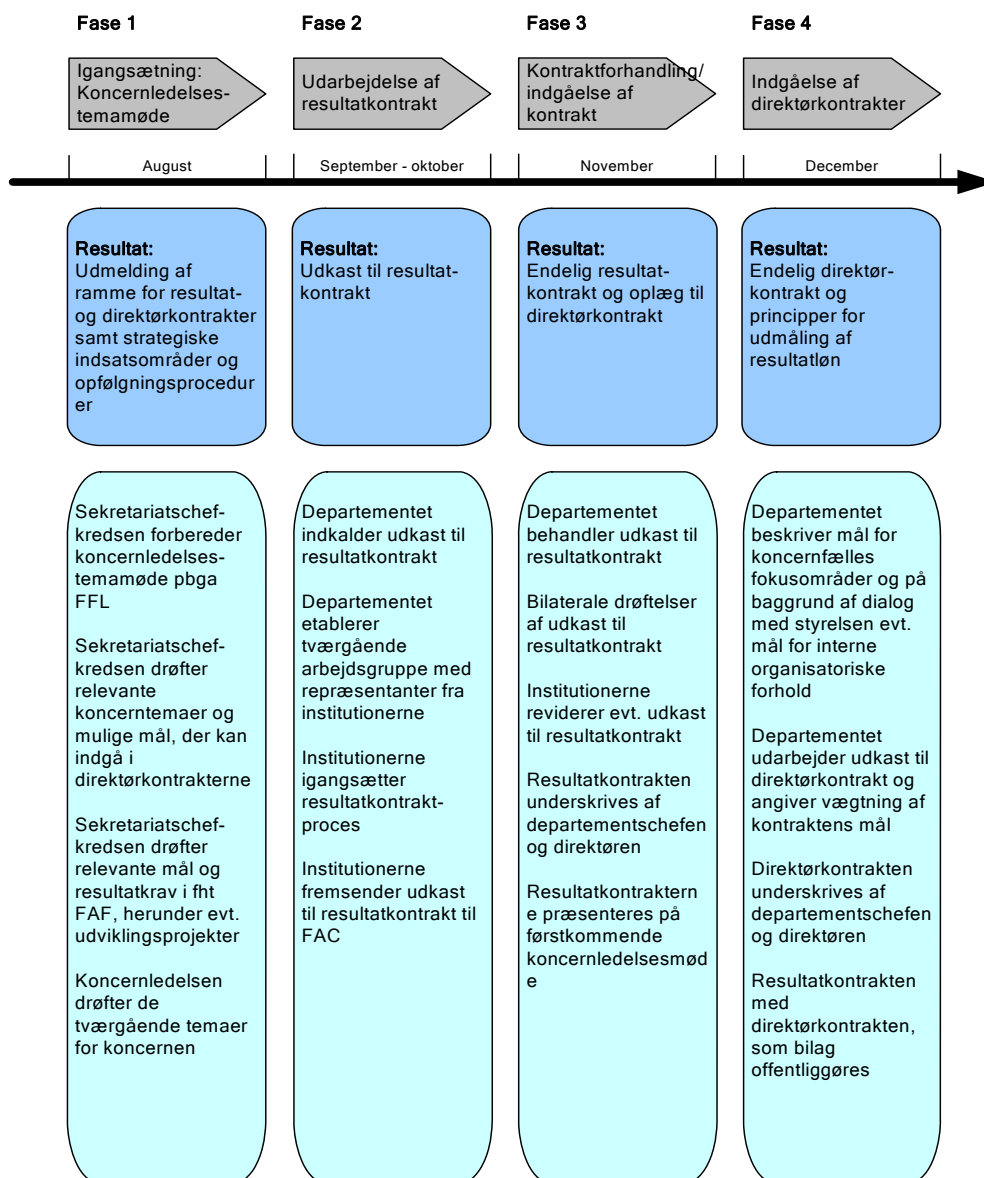 Fase 1
Fase 2
Fase 3
Fase 4
Igangsætning:
Koncernledelses-
temamøde
Udarbejdelse af
resultatkontrakt
Kontraktforhandling/
indgåelse af
kontrakt
Indgåelse af
direktørkontrakter
August
September - oktober
November
December
Resultat:
Udmelding af
ramme for resultat-
og direktørkontrakter
samt strategiske
indsatsområder og
opfølgningsprocedur
er
Resultat:
Udkast til resultat-
kontrakt
Resultat:
Endelig resultat-
kontrakt og oplæg til
direktørkontrakt
Resultat:
Endelig direktør-
kontrakt og
principper for
udmåling af
resultatløn
Sekretariatschef-
kredsen forbereder
koncernledelses-
temamøde pbga
FFL
Sekretariatschef-
kredsen drøfter
relevante
koncerntemaer og
mulige mål, der kan
indgå i
direktørkontrakterne
Sekretariatschef-
kredsen drøfter
relevante mål og
resultatkrav i fht
FAF, herunder evt.
udviklingsprojekter
Koncernledelsen
drøfter de
tværgående temaer
for koncernen
Departementet
indkalder udkast til
resultatkontrakt
Departementet
etablerer
tværgående
arbejdsgruppe med
repræsentanter fra
institutionerne
Institutionerne
igangsætter
resultatkontrakt-
proces
Institutionerne
fremsender udkast
til resultatkontrakt til
FAC
Departementet
behandler udkast til
resultatkontrakt
Bilaterale drøftelser
af udkast til
resultatkontrakt
Institutionerne
reviderer evt. udkast
til resultatkontrakt
Resultatkontrakten
underskrives af
departementschefen
og direktøren
Resultatkontraktern
e præsenteres på
førstkommende
koncernledelsesmød
e
Departementet
beskriver mål for
koncernfælles
fokusområder og på
baggrund af dialog
med styrelsen evt.
mål for interne
organisatoriske
forhold
Departementet
udarbejder udkast til
direktørkontrakt og
angiver vægtning af
kontraktens mål
Direktørkontrakten
underskrives af
departementschefen
og direktøren
Resultatkontrakten
med
direktørkontrakten,
som bilag
offentliggøres